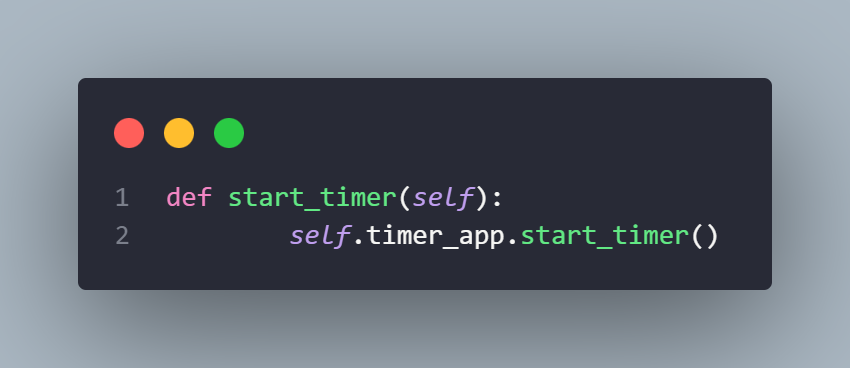 1 def start_timer(self):
2         self.timer_app.start_timer()